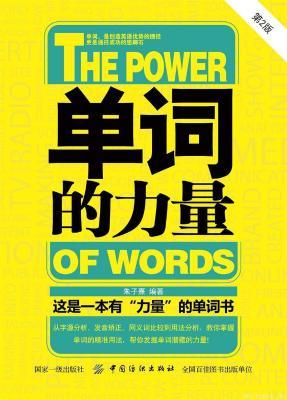 第2版
单词，是创造英语优势的捷径
更是通往成功的垫脚石
THE POWER
单词
的力量
OF WORDS
朱子熹 编著
这是一本有“力量”的单词书
从字源分析、发音矫正、同义词比较到用法分析，教你掌握
单词的精准用法，帮你发掘单词潜藏的力量！
国家一级出版社
中国纺织出版社
全国百佳图书出版单位